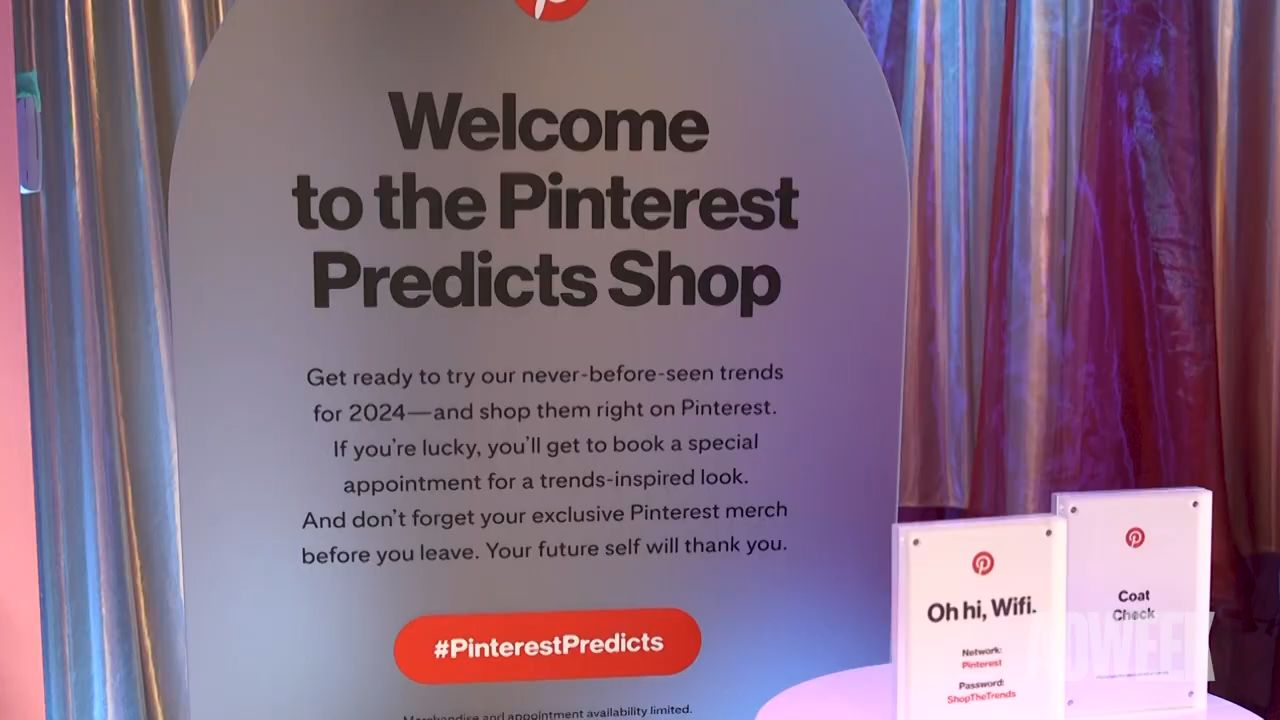 Welcome
to the Pinterest
Predicts Shop
Get ready to try our never-before-seen trends
for 2024—and shop them right on Pinterest.
If you're lucky, you'll get to book a special
appointment for a trends-inspired look.
And don't forget your exclusive Pinterest merch
before you leave. Your future self will thank you.
#PinterestPredicts
Merchandise and appointment availability limited.
Oh hi, Wifi.
Network:
Pinterest
Password:
ShopTheTrends
Coat
Check
ADWEEK